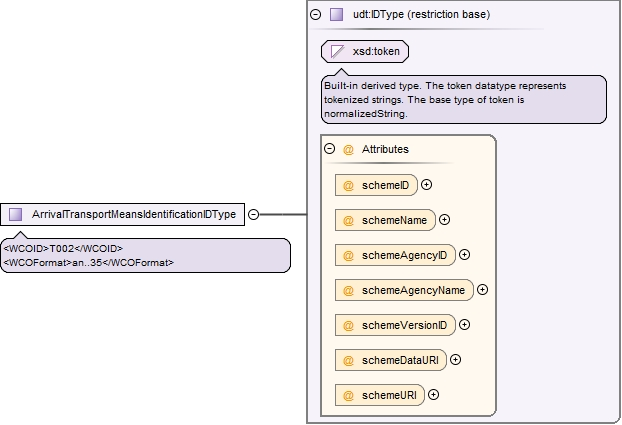 udt:IDType (restriction base)
xsd:token
Built-in derived type. The token datatype represents
tokenized strings. The base type of token is
normalizedString.
@ Attributes
@ schemeID
@ schemeName
@ schemeAgencyID
@ schemeAgencyName
@ schemeVersionID
@ schemeDataURI
@ schemeURI
ArrivalTransportMeansIdentificationIDType
<WCOID>T002</WCOID>
<WCOFormat>an..35</WCOFormat>